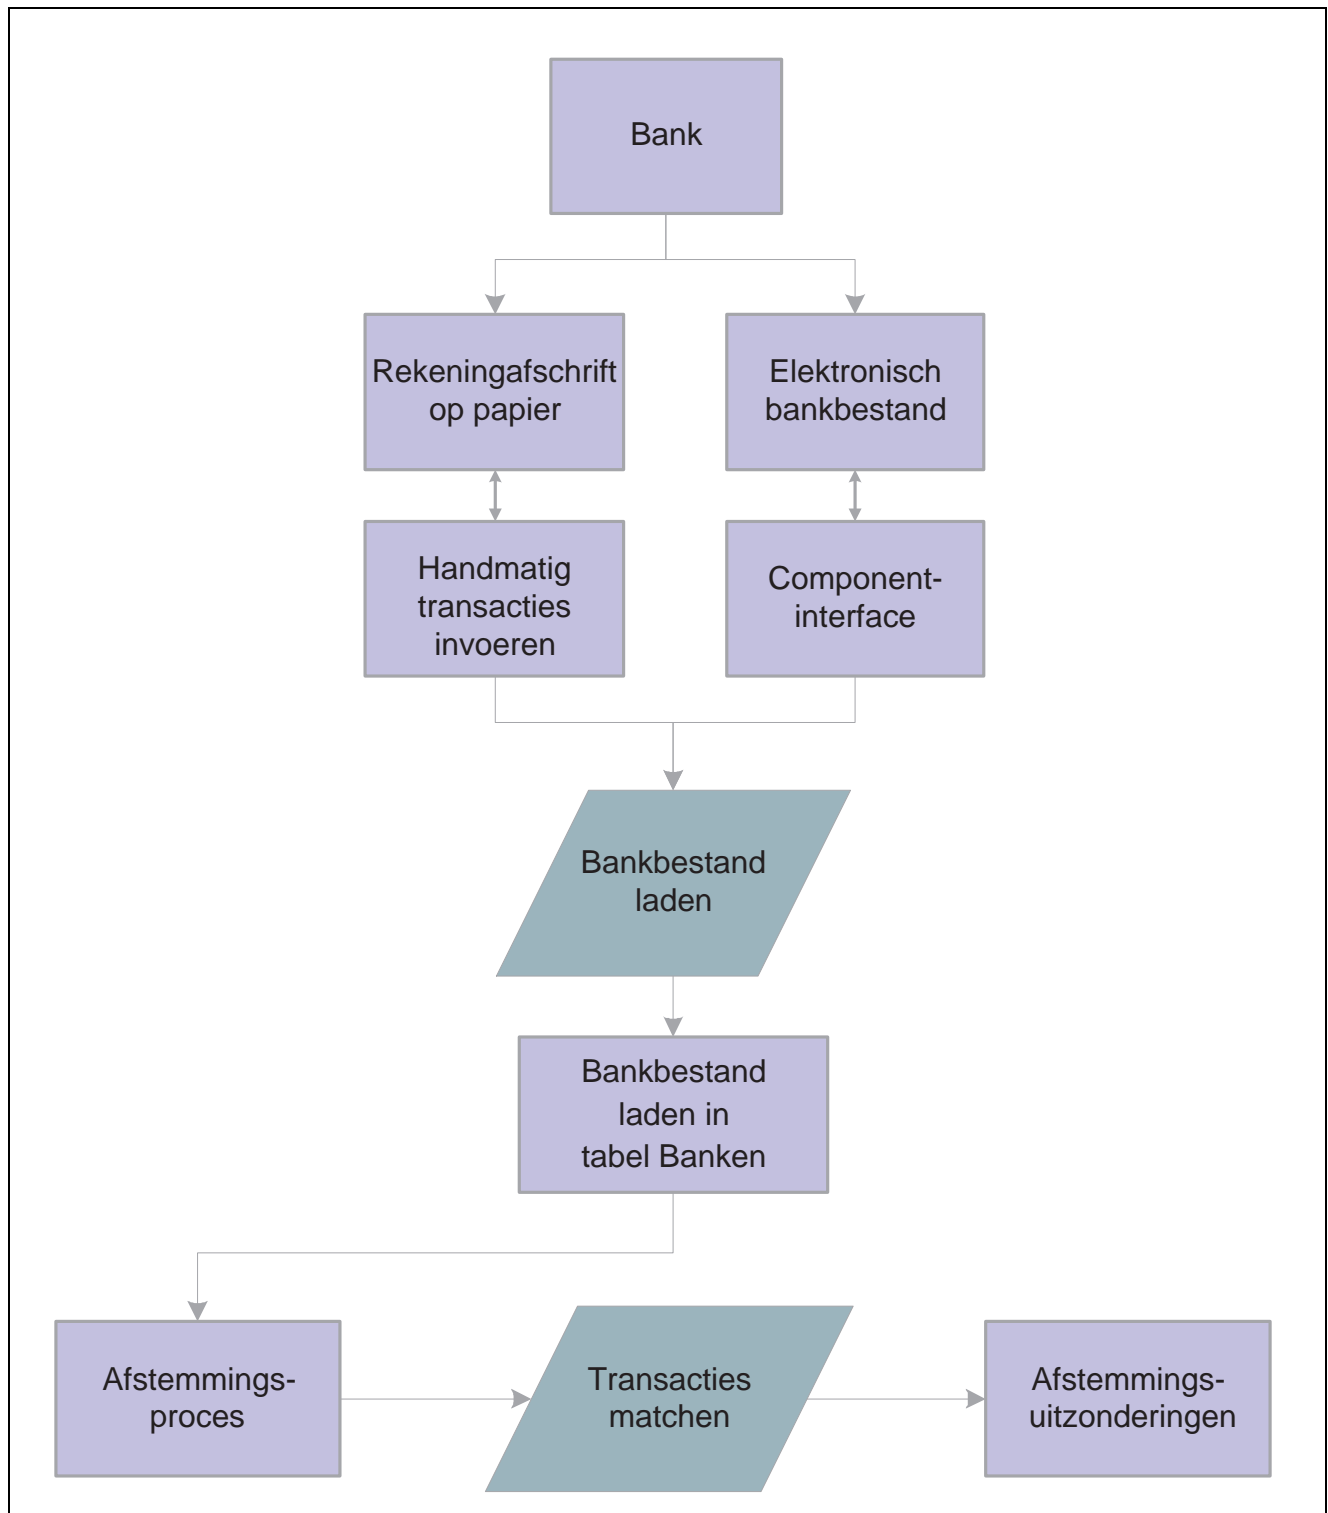 Bank
Rekeningafschrift
op papier
Elektronisch
bankbestand
Handmatig
transacties
invoeren
Component-
interface
Bankbestand
laden
Bankbestand
laden in
tabel Banken
Afstemmings-
proces
Transacties
matchen
Afstemmings-
uitzonderingen